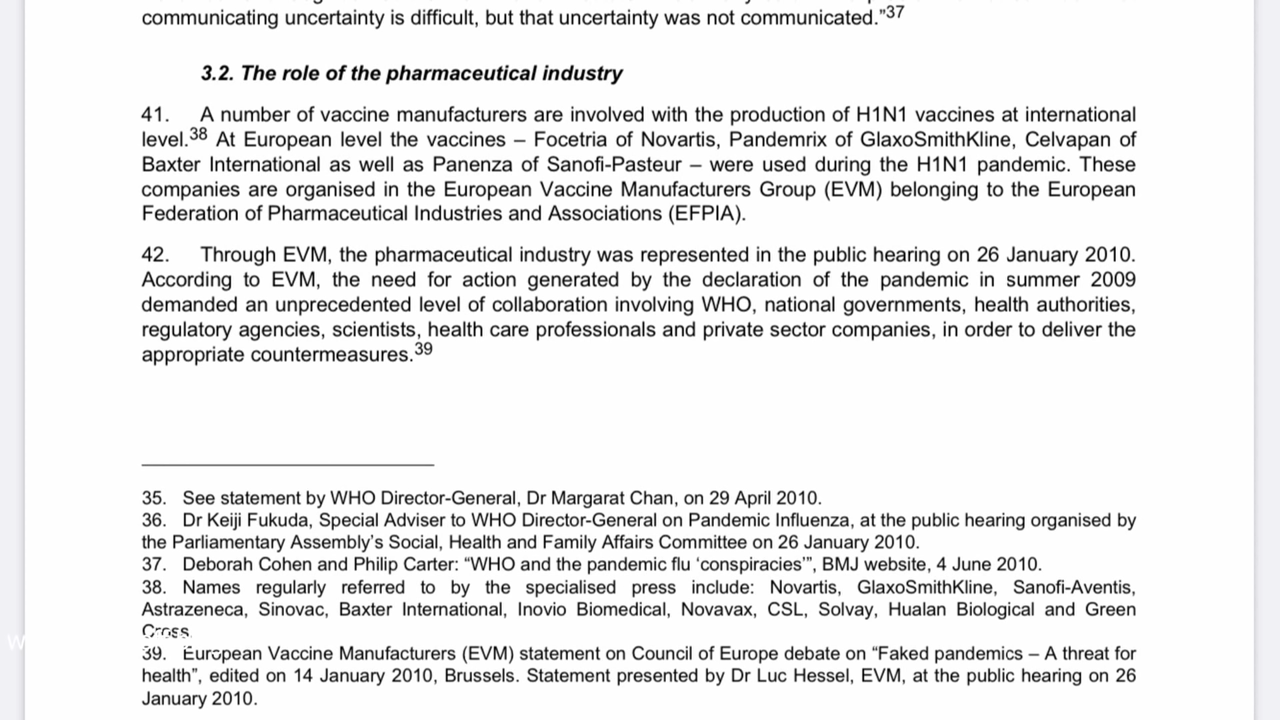 communicating uncertainty is difficult, but that uncertainty was not communicated."37
3.2. The role of the pharmaceutical industry
41. A number of vaccine manufacturers are involved with the production of H1N1 vaccines at international
level.38 At European level the vaccines – Focetria of Novartis, Pandemrix of GlaxoSmithKline, Celvapan of
Baxter International as well as Panenza of Sanofi-Pasteur – were used during the H1N1 pandemic. These
companies are organised in the European Vaccine Manufacturers Group (EVM) belonging to the European
Federation of Pharmaceutical Industries and Associations (EFPIA).
42. Through EVM, the pharmaceutical industry was represented in the public hearing on 26 January 2010.
According to EVM, the need for action generated by the declaration of the pandemic in summer 2009
demanded an unprecedented level of collaboration involving WHO, national governments, health authorities,
regulatory agencies, scientists, health care professionals and private sector companies, in order to deliver the
appropriate countermeasures.39
35. See statement by WHO Director-General, Dr Margarat Chan, on 29 April 2010.
36. Dr Keiji Fukuda, Special Adviser to WHO Director-General on Pandemic Influenza, at the public hearing organised by
the Parliamentary Assembly's Social, Health and Family Affairs Committee on 26 January 2010.
37. Deborah Cohen and Philip Carter: "WHO and the pandemic flu 'conspiracies'", BMJ website, 4 June 2010.
38. Names regularly referred to by the specialised press include: Novartis, GlaxoSmithKline, Sanofi-Aventis,
Astrazeneca, Sinovac, Baxter International, Inovio Biomedical, Novavax, CSL, Solvay, Hualan Biological and Green
Cross.
39. European Vaccine Manufacturers (EVM) statement on Council of Europe debate on "Faked pandemics – A threat for
health", edited on 14 January 2010, Brussels. Statement presented by Dr Luc Hessel, EVM, at the public hearing on 26
January 2010.